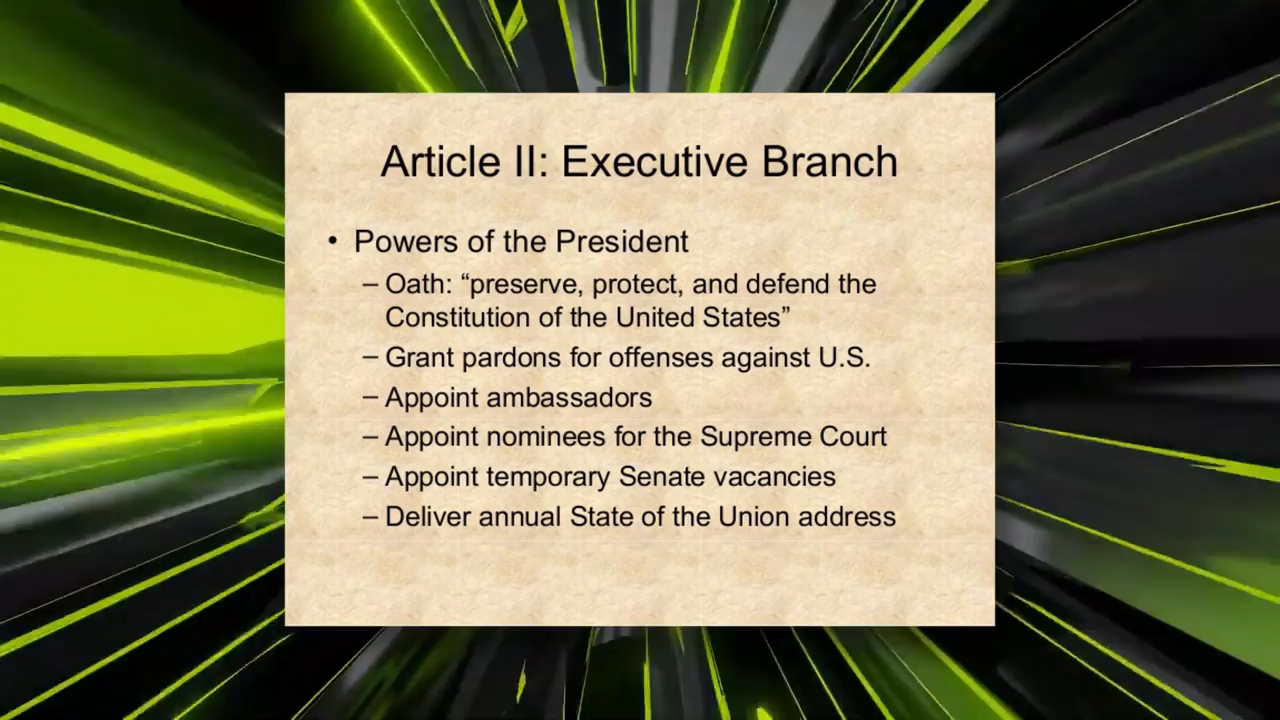 Article II: Executive Branch
• Powers of the President
– Oath: “preserve, protect, and defend the
Constitution of the United States”
– Grant pardons for offenses against U.S.
– Appoint ambassadors
– Appoint nominees for the Supreme Court
– Appoint temporary Senate vacancies
– Deliver annual State of the Union address